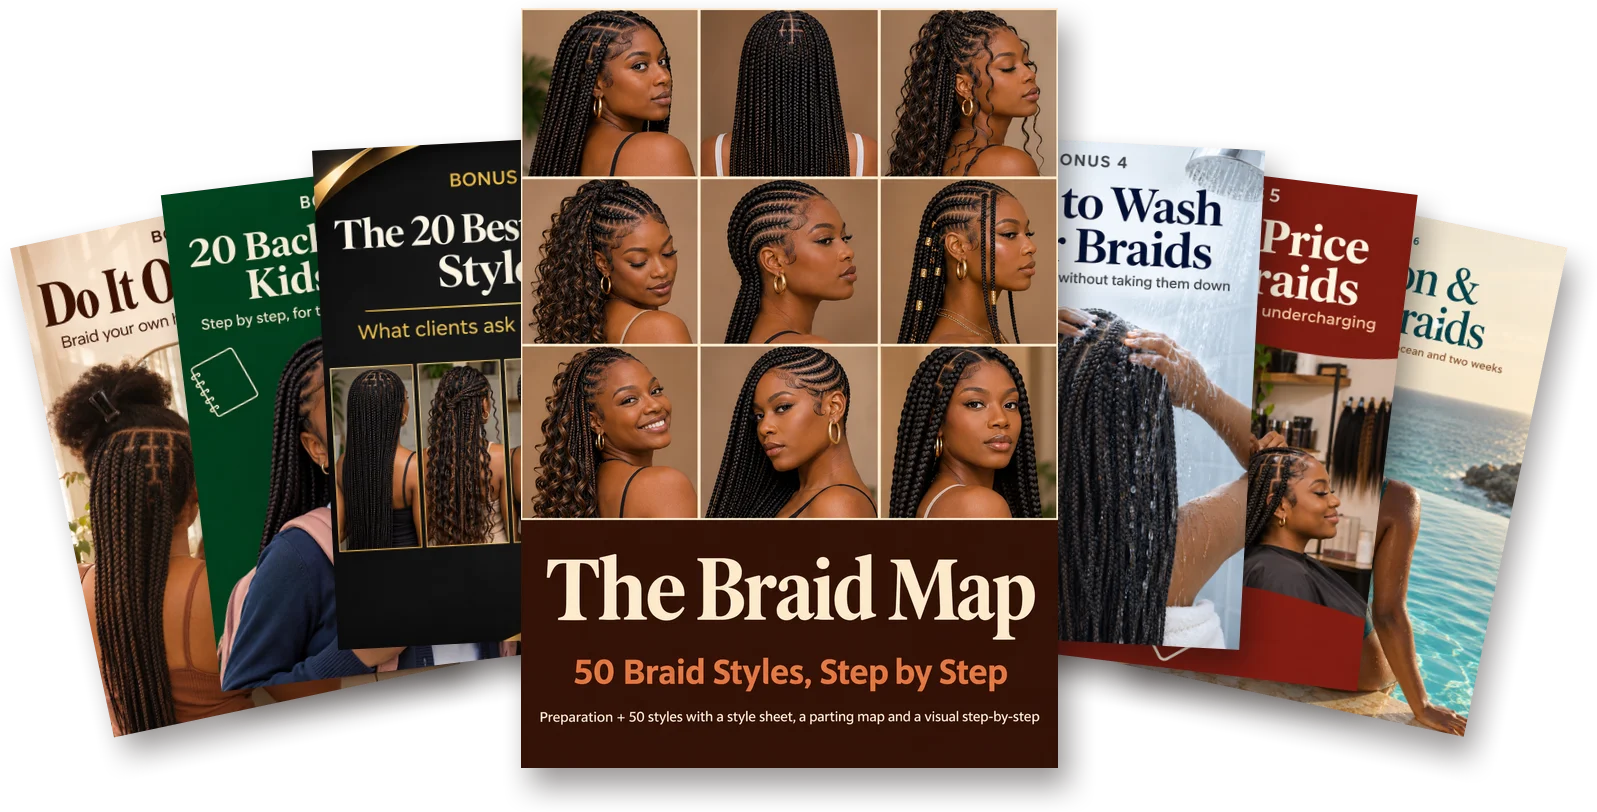 Do It O
Braid your own
20 Bac
Kids
Step by step, for t
BONUS
The 20 Bes
Style
What clients ask
The Braid Map
50 Braid Styles, Step by Step
Preparation + 50 styles with a style sheet, a parting map and a visual step-by-step
ONUS 4
to Wash
r Braids
without taking them down
5
Price
raids
undercharging
6
on &
raids
cean and two weeks